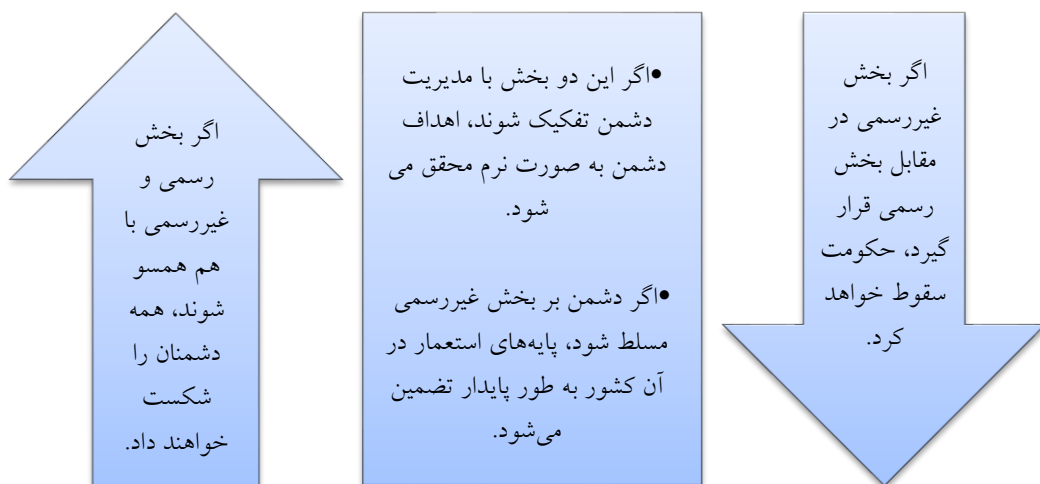 اگر بخش
غیررسمی در
مقابل بخش
رسمی قرار
گیرد، حکومت
سقوط خواهد
کرد.
•اگر این دو بخش با مدیریت
دشمن تفکیک شوند، اهداف
دشمن به صورت نرم محقق می
شود.
•اگر دشمن بر بخش غیررسمی
مسلط شود، پایه‌های استعمار در
آن کشور به طور پایدار تضمین
می‌شود.
اگر بخش
رسمی و
غیررسمی با
هم همسو
شوند، همه
دشمنان را
شکست
خواهند داد.